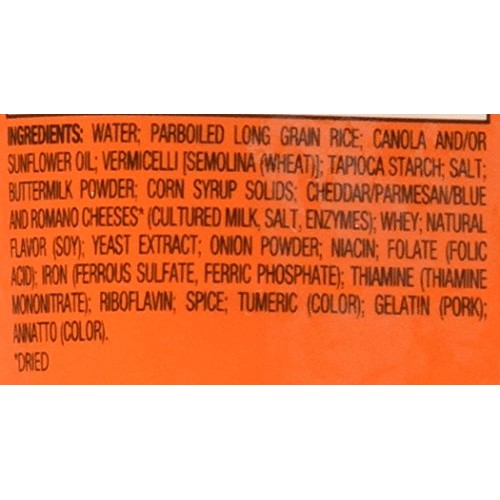 INGREDIENTS: WATER; PARBOILED LONG GRAIN RICE; CANOLA AND/OR
SUNFLOWER OIL; VERMICELLI [SEMOLINA (WHEAT)]; TAPIOCA STARCH; SALT;
BUTTERMILK POWDER; CORN SYRUP SOLIDS; CHEDDAR/PARMESAN/BLUE
AND ROMANO CHEESES* (CULTURED MILK, SALT, ENZYMES); WHEY; NATURAL
FLAVOR (SOY); YEAST EXTRACT; ONION POWDER; NIACIN; FOLATE (FOLIC
ACID); IRON (FERROUS SULFATE, FERRIC PHOSPHATE); THIAMINE (THIAMINE
MONONITRATE); RIBOFLAVIN; SPICE; TUMERIC (COLOR); GELATIN (PORK);
ANNATTO (COLOR).
*DRIED